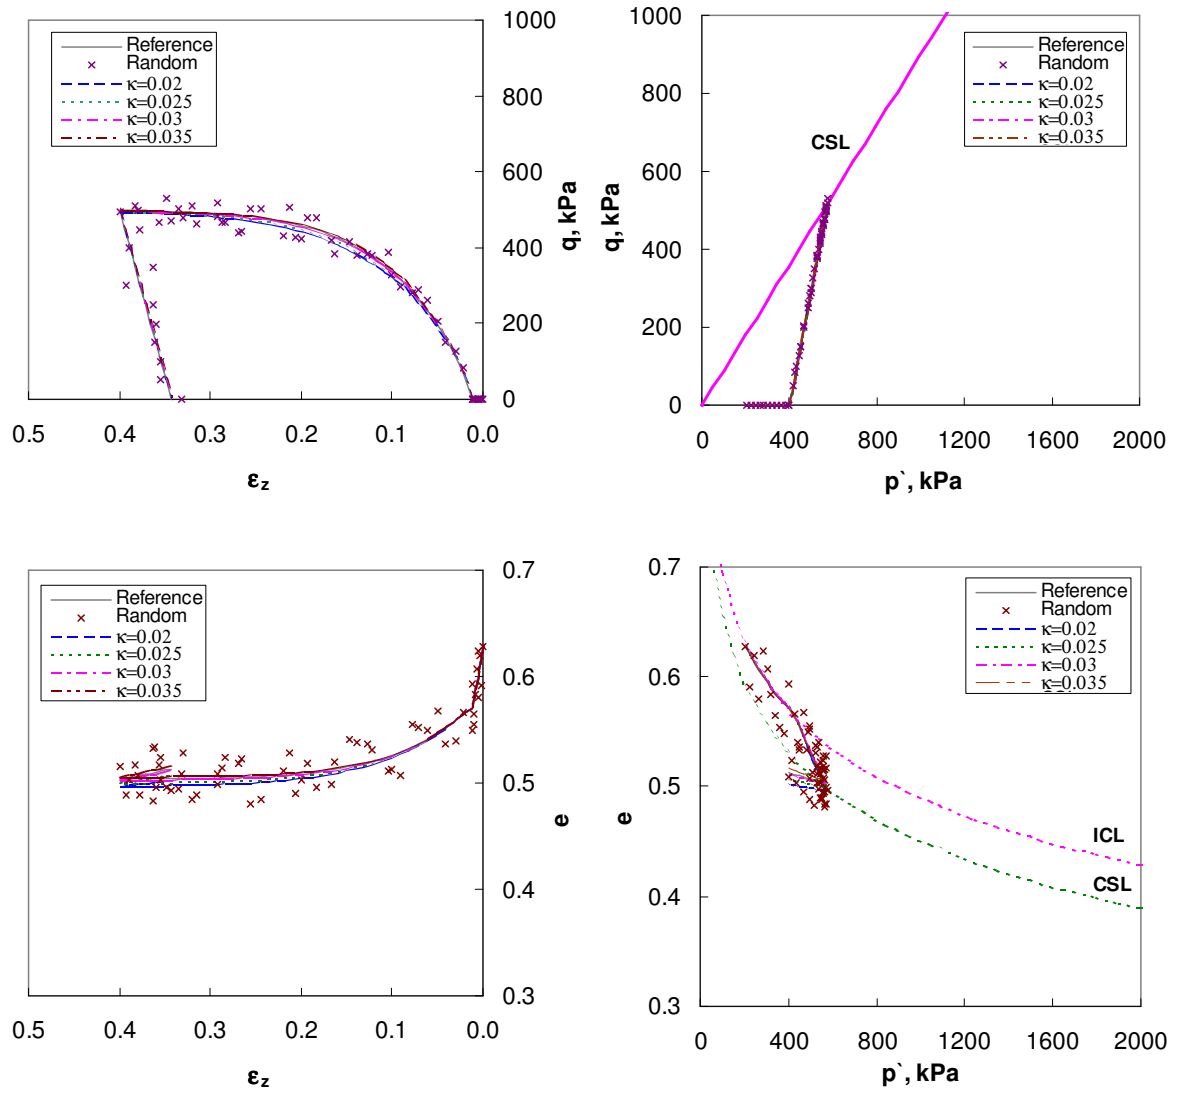 Reference
Random
κ=0.02
κ=0.025
κ=0.03
κ=0.035
1000
800
600
400
200
0
q, kPa
0.5 0.4 0.3 0.2 0.1 0.0
εz
1000
800
600
400
200
0
q, kPa
CSL
Reference
Random
κ=0.02
κ=0.025
κ=0.03
κ=0.035
0 400 800 1200 1600 2000
p`, kPa
Reference
Random
κ=0.02
κ=0.025
κ=0.03
κ=0.035
0.7
0.6
0.5
0.4
0.3
e
0.5 0.4 0.3 0.2 0.1 0.0
εz
0.7
0.6
0.5
0.4
0.3
e
Reference
Random
κ=0.02
κ=0.025
κ=0.03
κ=0.035
ICL
CSL
0 400 800 1200 1600 2000
p`, kPa